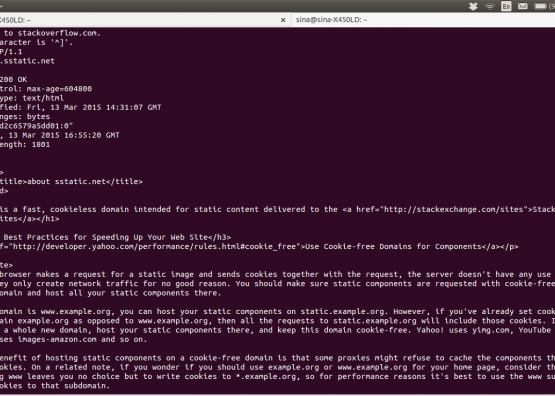 X450LD: ~ × sina@sina-X450LD: ~
En
to stackoverflow.com.
aracter is '^]'.
P/1.1
.sstatic.net
200 OK
trol: max-age=604800
ype: text/html
fied: Fri, 13 Mar 2015 14:31:07 GMT
anges: bytes
d2c6579a5dd01:0"
, 13 Mar 2015 16:55:20 GMT
ength: 1801
>
title>about sstatic.net</title>
d>
is a fast, cookieless domain intended for static content delivered to the <a href="http://stackexchange.com/sites">Stack
ites</a></h1>
Best Practices for Speeding Up Your Web Site</h3>
f="http://developer.yahoo.com/performance/rules.html#cookie_free">Use Cookie-free Domains for Components</a></p>
te>
browser makes a request for a static image and sends cookies together with the request, the server doesn't have any use
ey only create network traffic for no good reason. You should make sure static components are requested with cookie-free
omain and host all your static components there.
omain is www.example.org, you can host your static components on static.example.org. However, if you've already set cook
ain example.org as opposed to www.example.org, then all the requests to static.example.org will include those cookies. I
a whole new domain, host your static components there, and keep this domain cookie-free. Yahoo! uses yimg.com, YouTube
ses images-amazon.com and so on.
enefit of hosting static components on a cookie-free domain is that some proxies might refuse to cache the components th
okies. On a related note, if you wonder if you should use example.org or www.example.org for your home page, consider th
g www leaves you no choice but to write cookies to *.example.org, so for performance reasons it's best to use the www su
okies to that subdomain.